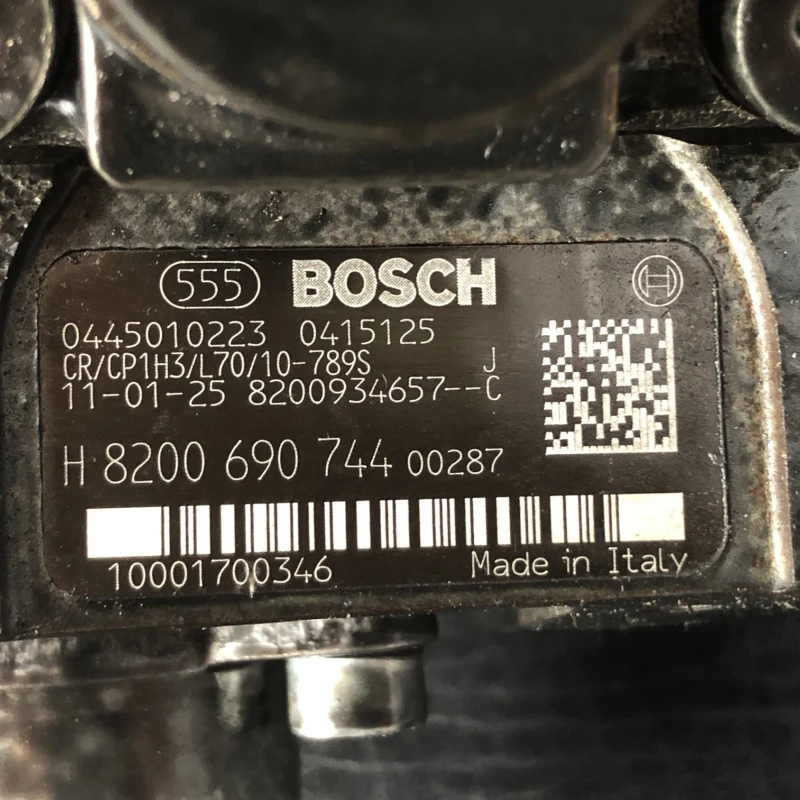 555 BOSCH
0445010223 0415125
CR/CP1H3/L70/10-789S J
11-01-25 8200934657--C
H 8200 690 744 00287
10001700346 Made in Italy